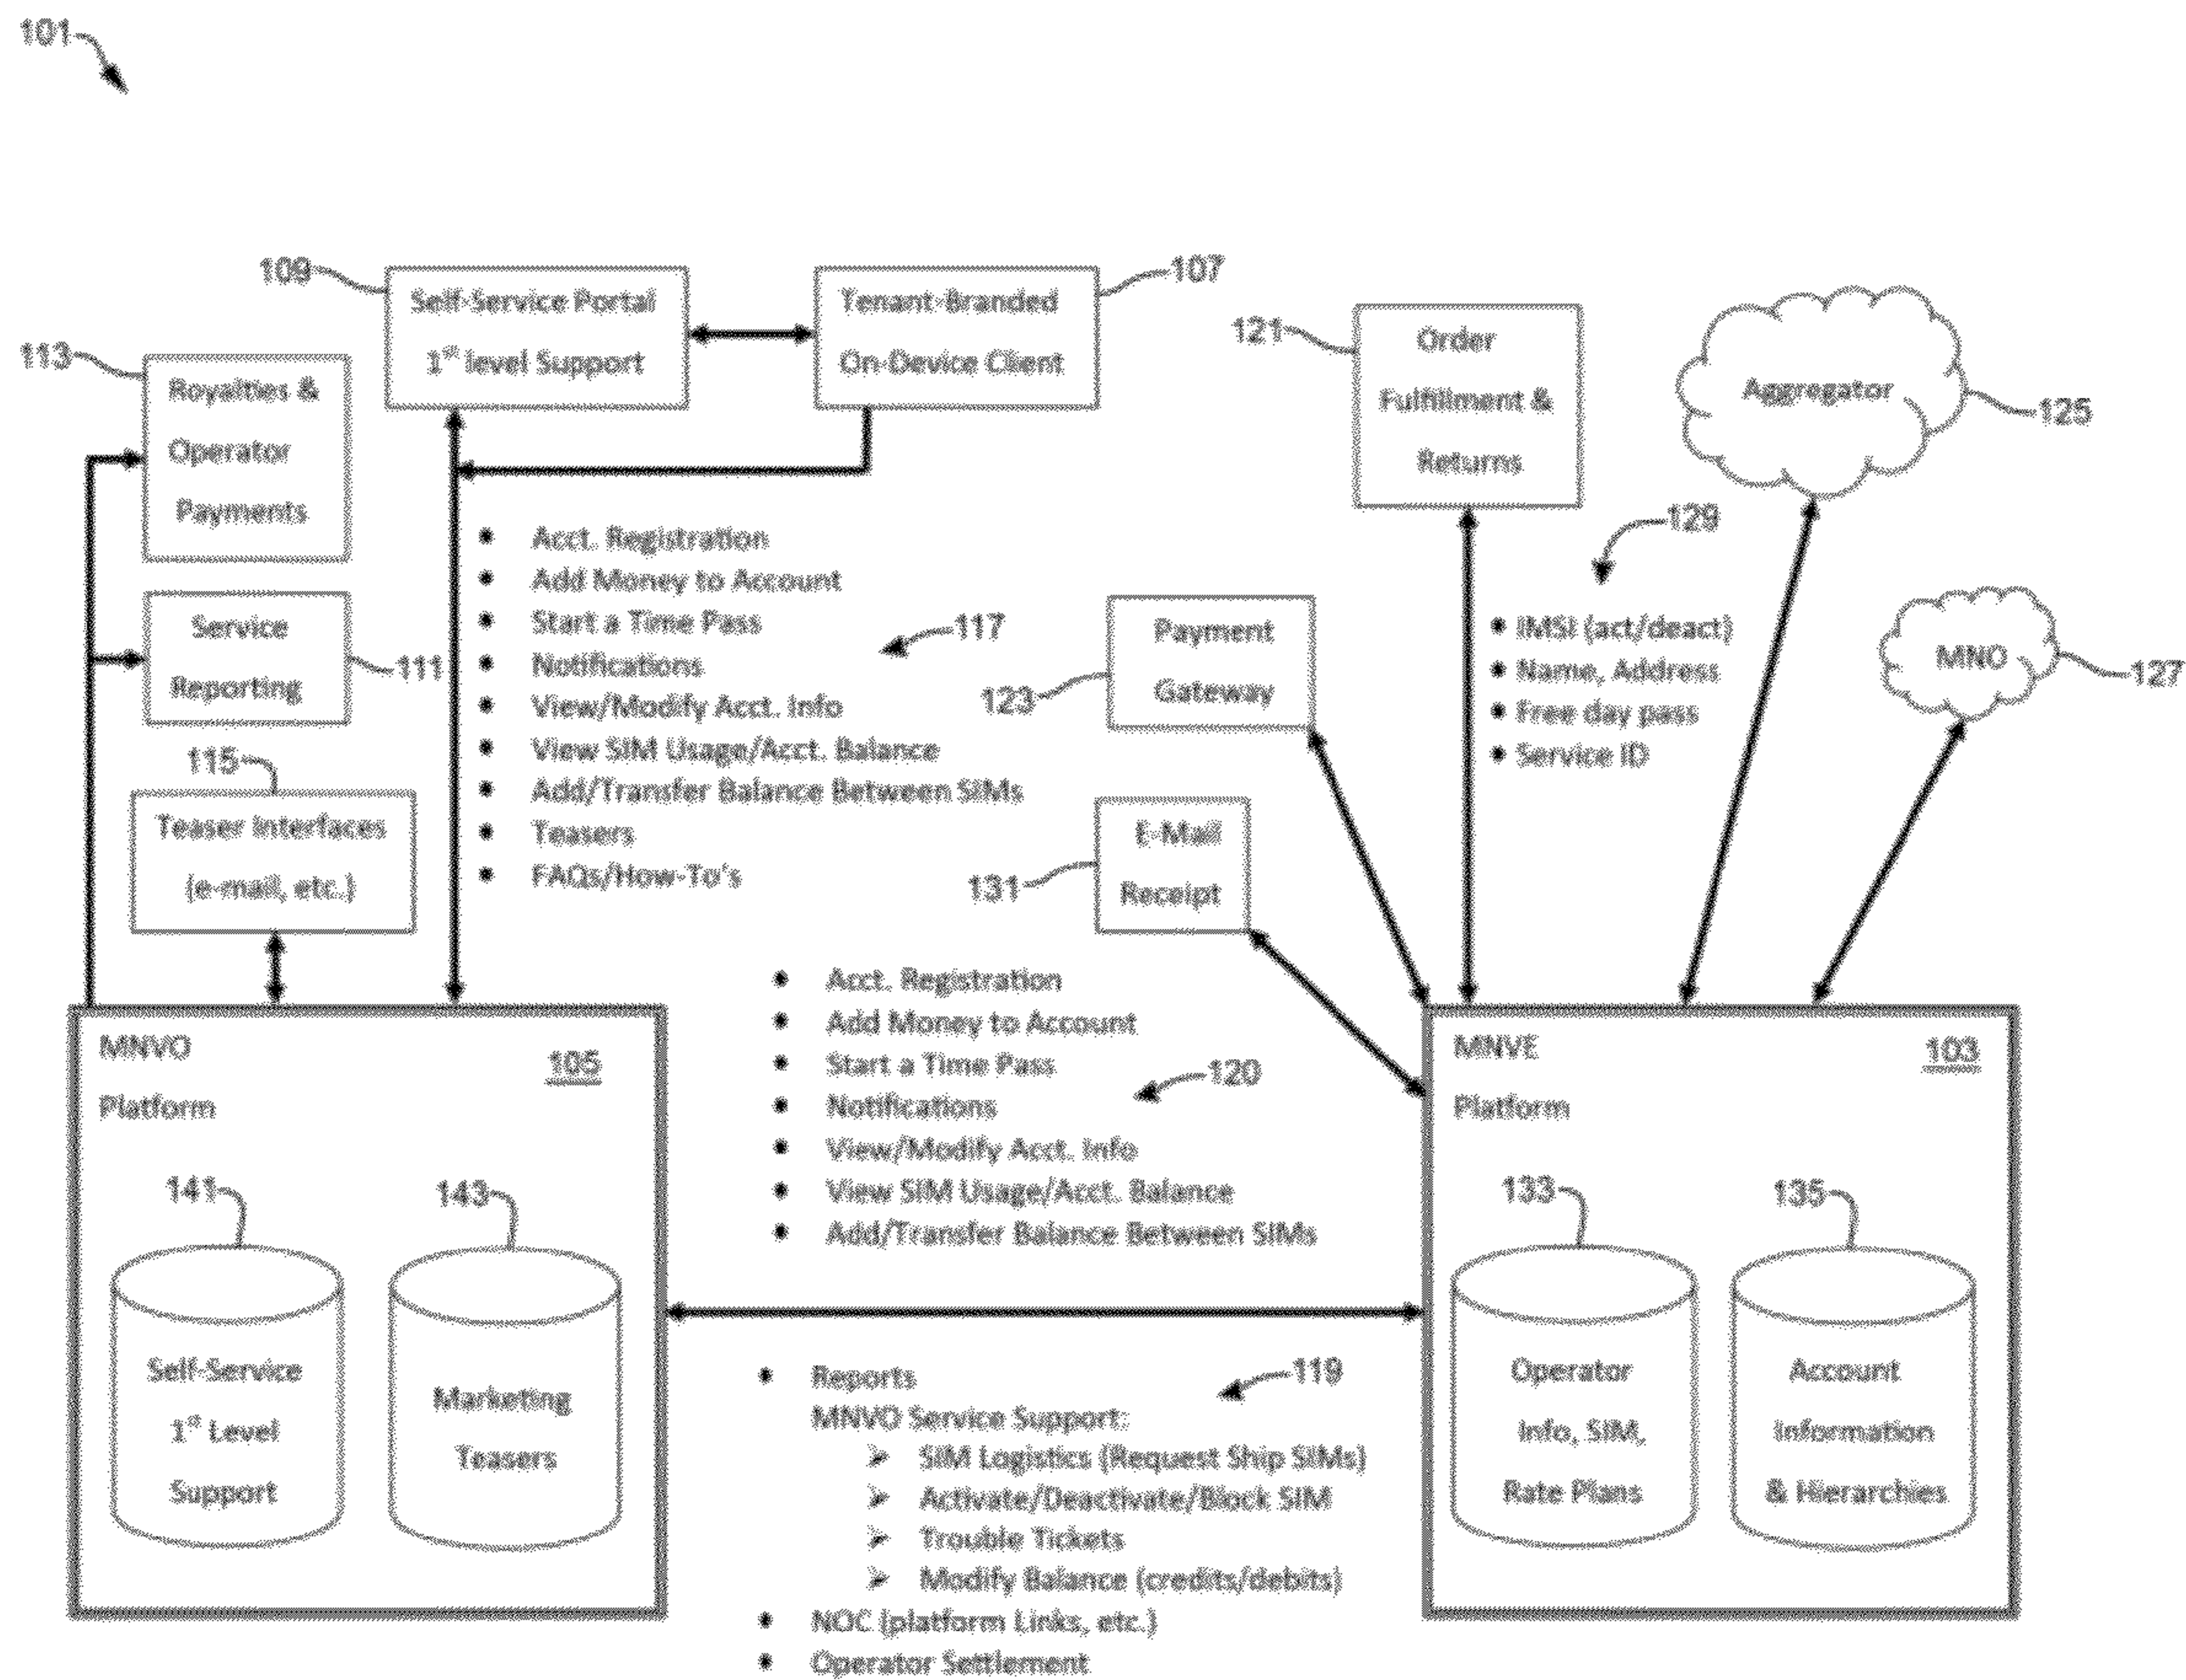 101
109
Self-Service Portal
1st level Support
107
Tenant-Branded
On-Device Client
113
Royalties &
Operator
Payments
121
Order
Fulfillment &
Returns
Aggregator
125
129
• Acct. Registration
• Add Money to Account
• Start a Time Pass
• Notifications
• View/Modify Acct. Info
• View SIM Usage/Acct. Balance
• Add/Transfer Balance Between SIMs
• Teasers
• FAQs/How-To's
117
Service
Reporting
111
Payment
Gateway
123
• IMSI (act/deact)
• Name, Address
• Free day pass
• Service ID
MNO
127
115
Teaser Interfaces
(e-mail, etc.)
E-Mail
Receipt
131
• Acct. Registration
• Add Money to Account
• Start a Time Pass
• Notifications
• View/Modify Acct. Info
• View SIM Usage/Acct. Balance
• Add/Transfer Balance Between SIMs
120
MNVO
Platform
105
141
Self-Service
1st Level
Support
143
Marketing
Teasers
MNVE
Platform
103
133
Operator
Info, SIM,
Rate Plans
135
Account
Information
& Hierarchies
119
• Reports
MNVO Service Support:
➢ SIM Logistics (Request Ship SIMs)
➢ Activate/Deactivate/Block SIM
➢ Trouble Tickets
➢ Modify Balance (credits/debits)
• NOC (platform Links, etc.)
• Operator Settlement